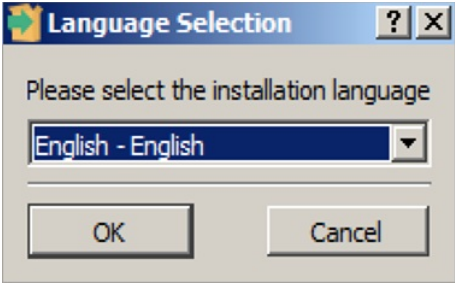 Language Selection
Please select the installation language
English - English
OK Cancel